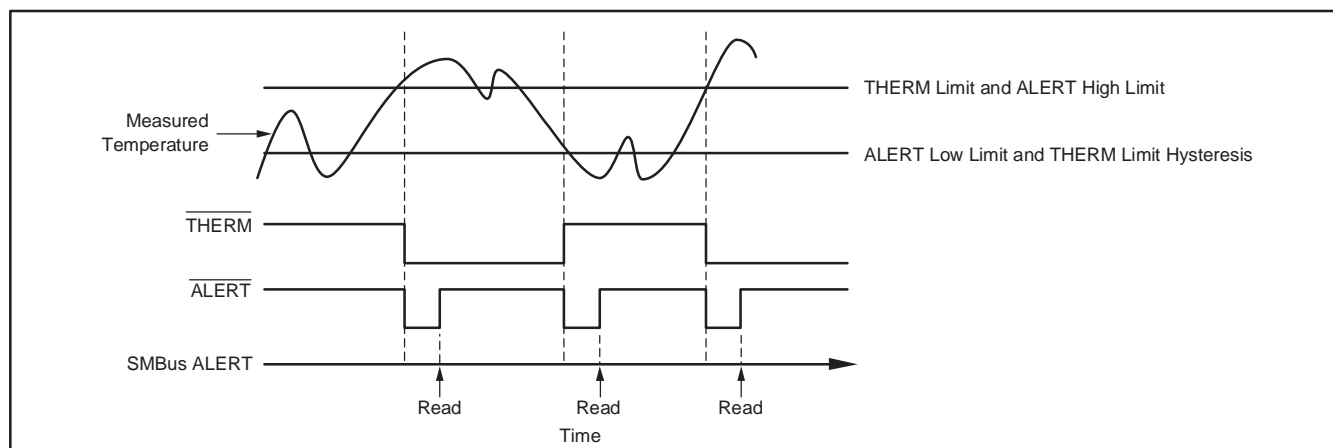 THERM Limit and ALERT High Limit
Measured
Temperature
ALERT Low Limit and THERM Limit Hysteresis
THERM
ALERT
SMBus ALERT
Read
Read
Read
Time